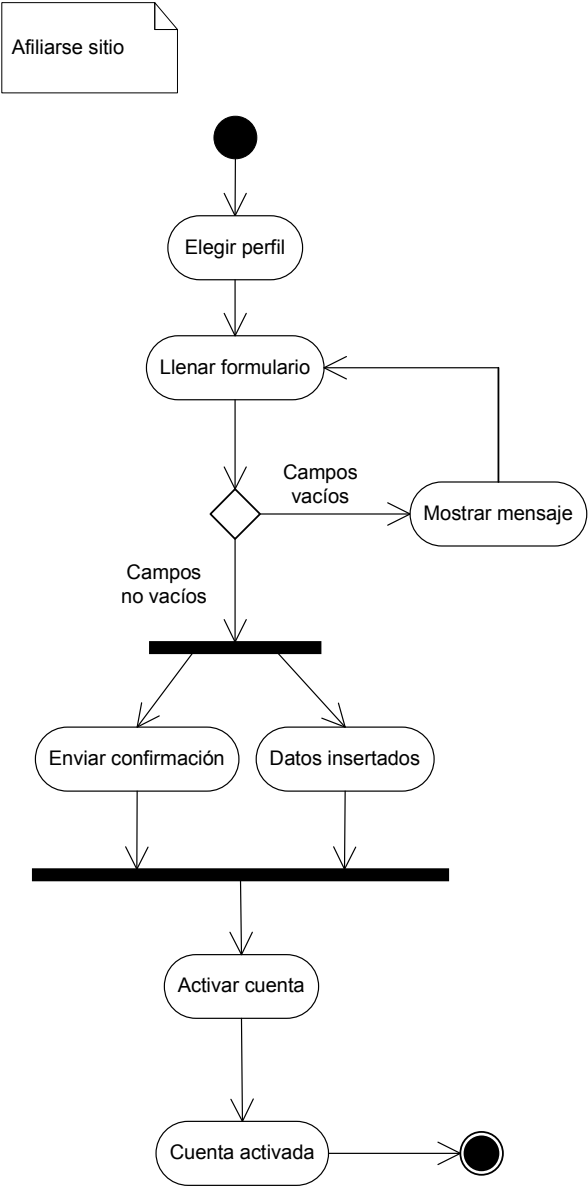 Afiliarse sitio
Elegir perfil
Llenar formulario
Campos
vacíos
Mostrar mensaje
Campos
no vacíos
Enviar confirmación
Datos insertados
Activar cuenta
Cuenta activada